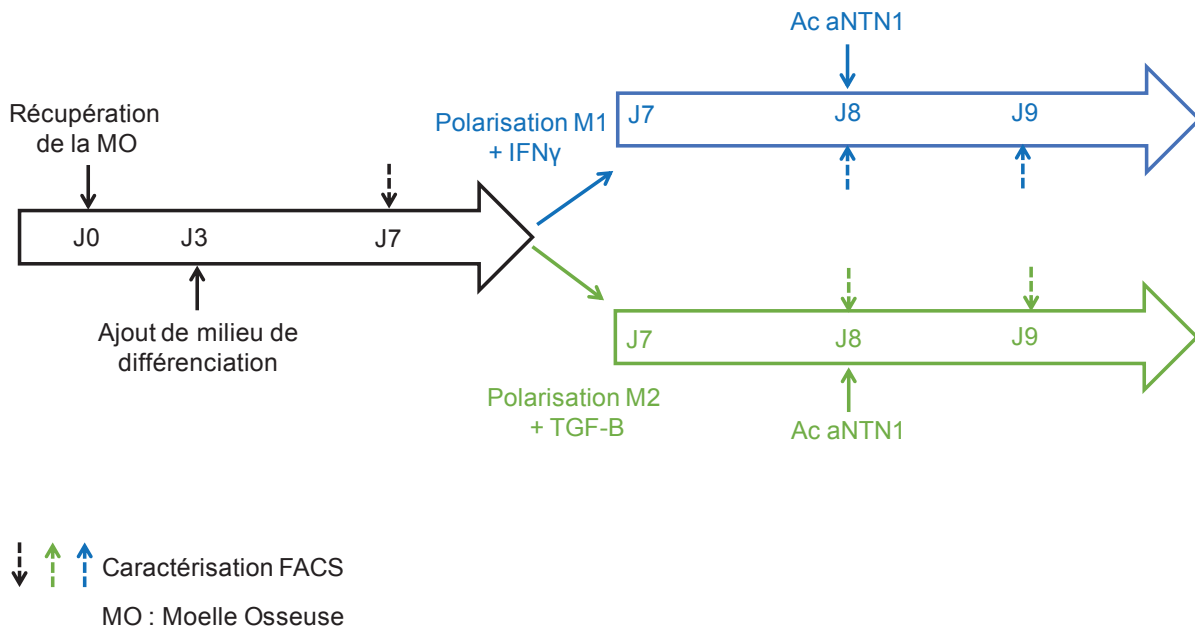 Ac aNTN1
Récupération
de la MO
Polarisation M1
+ IFNγ
J7 J8 J9
J0 J3 J7
Ajout de milieu de
différenciation
J7 J8 J9
Polarisation M2
+ TGF-B
Ac aNTN1
Caractérisation FACS
MO : Moelle Osseuse